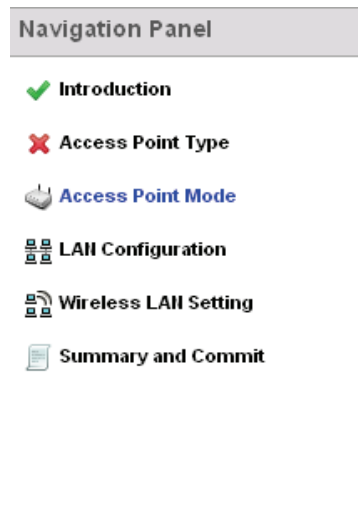 Navigation Panel
Introduction
Access Point Type
Access Point Mode
LAN Configuration
Wireless LAN Setting
Summary and Commit